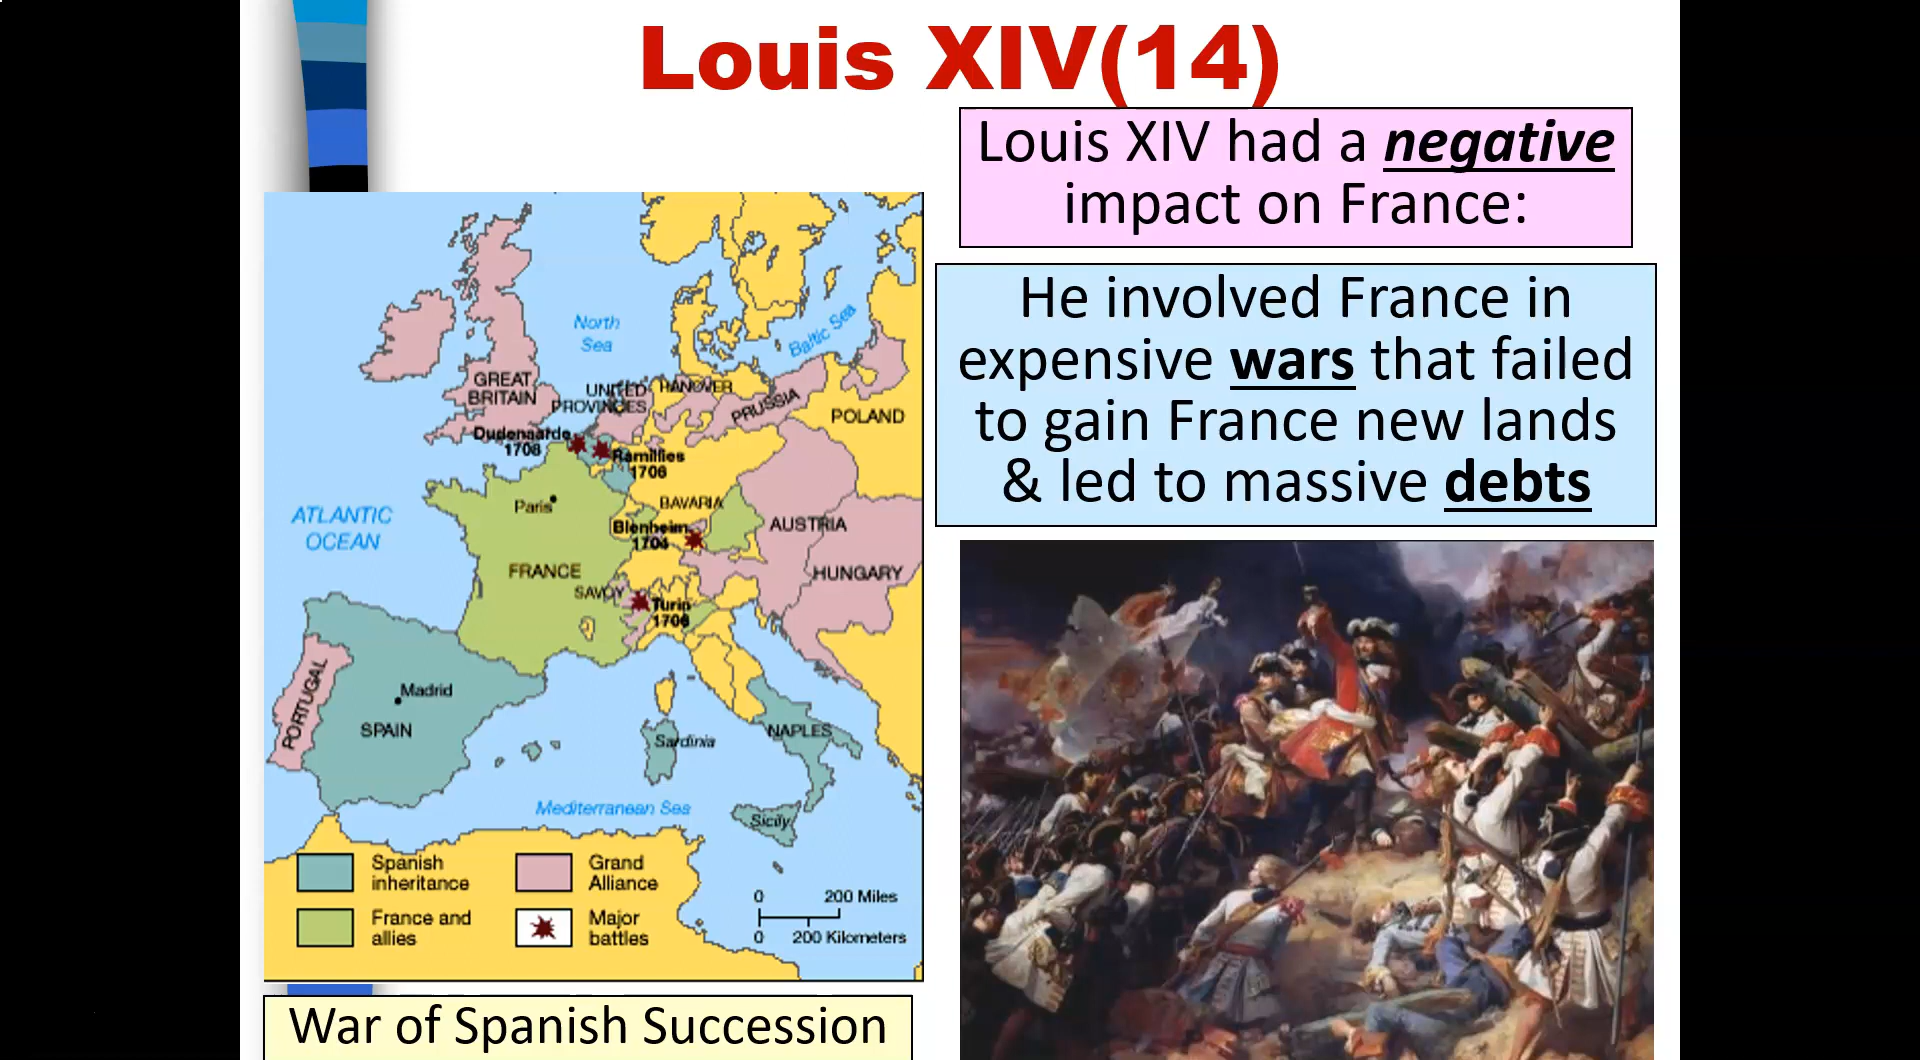 Louis XIV(14)
Louis XIV had a negative
impact on France:
He involved France in
expensive wars that failed
to gain France new lands
& led to massive debts
North
Sea
Baltic Sea
GREAT
BRITAIN
UNITED
PROVINCES
HANOVER
PRUSSIA
POLAND
Oudenaarde
1708
Ramillies
1706
Paris
BAVARIA
Blenheim
1704
AUSTRIA
ATLANTIC
OCEAN
FRANCE
HUNGARY
SAVOY
Turin
1706
PORTUGAL
Madrid
SPAIN
Sardinia
NAPLES
Mediterranean Sea
Sicily
Spanish
inheritance
Grand
Alliance
France and
allies
Major
battles
0 200 Miles
0 200 Kilometers
War of Spanish Succession